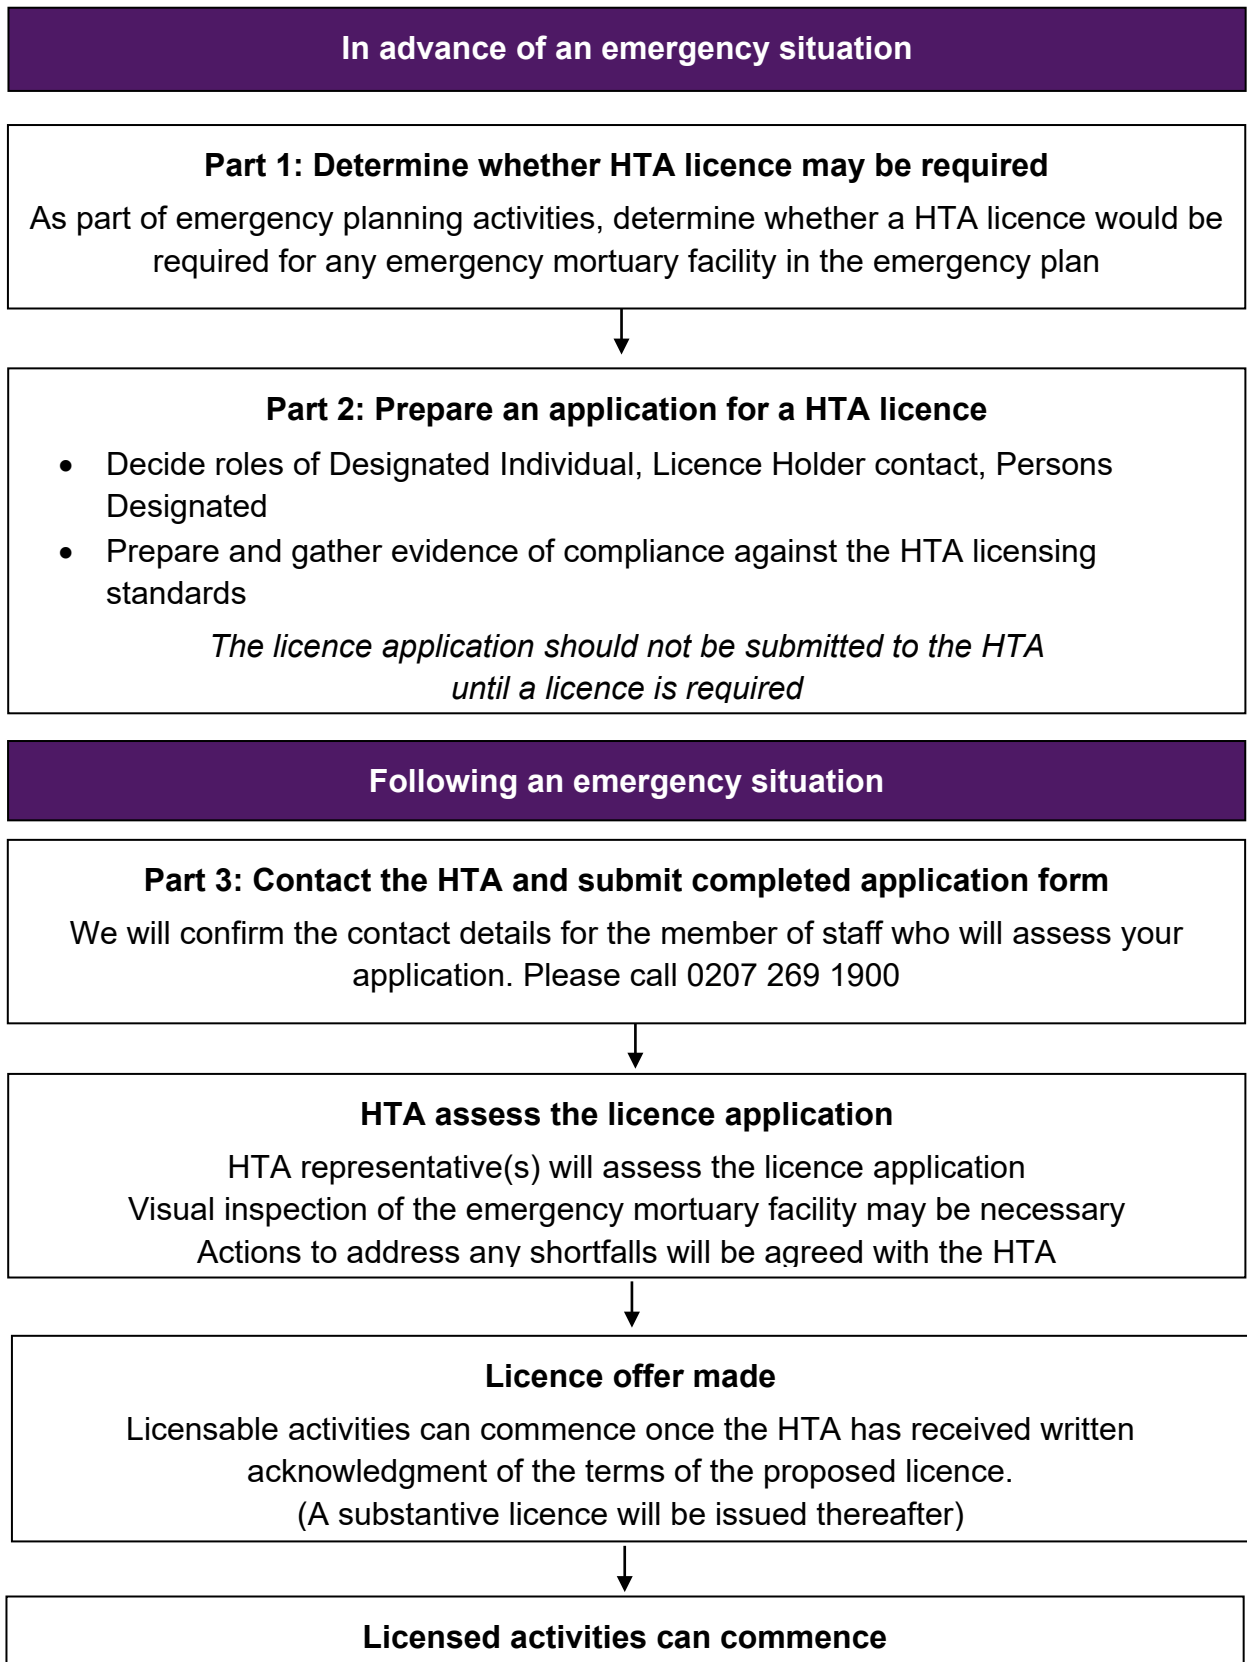 In advance of an emergency situation
Part 1: Determine whether HTA licence may be required
As part of emergency planning activities, determine whether a HTA licence would be
required for any emergency mortuary facility in the emergency plan
Part 2: Prepare an application for a HTA licence
• Decide roles of Designated Individual, Licence Holder contact, Persons
Designated
• Prepare and gather evidence of compliance against the HTA licensing
standards
The licence application should not be submitted to the HTA
until a licence is required
Following an emergency situation
Part 3: Contact the HTA and submit completed application form
We will confirm the contact details for the member of staff who will assess your
application. Please call 0207 269 1900
HTA assess the licence application
HTA representative(s) will assess the licence application
Visual inspection of the emergency mortuary facility may be necessary
Actions to address any shortfalls will be agreed with the HTA
Licence offer made
Licensable activities can commence once the HTA has received written
acknowledgment of the terms of the proposed licence.
(A substantive licence will be issued thereafter)
Licensed activities can commence